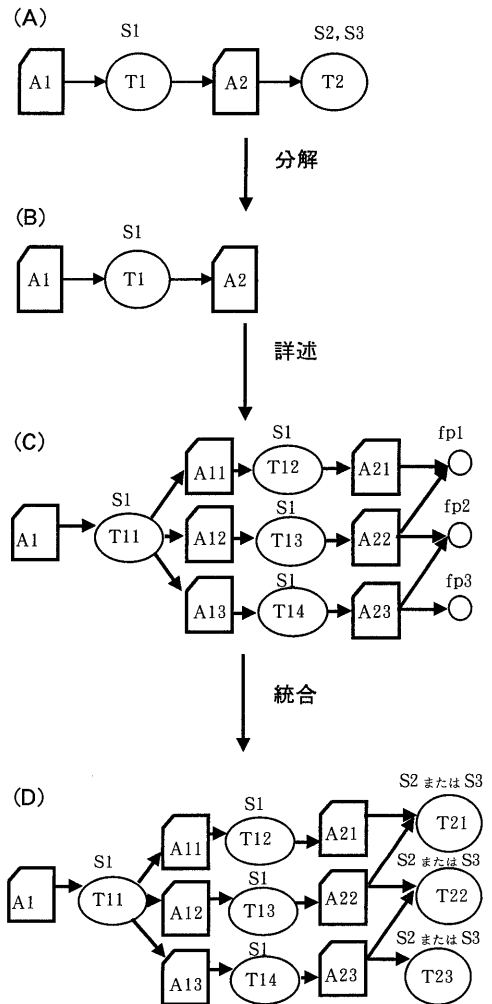 (A)
S1
S2, S3
A1
T1
A2
T2
分解
(B)
S1
A1
T1
A2
詳述
(C)
S1
fp1
A11
T12
A21
S1
S1
fp2
A1
T11
A12
T13
A22
S1
fp3
A13
T14
A23
統合
(D)
S2 または S3
S1
A11
T12
A21
T21
S1
S1
S2 または S3
A1
T11
A12
T13
A22
T22
S1
S2 または S3
A13
T14
A23
T23